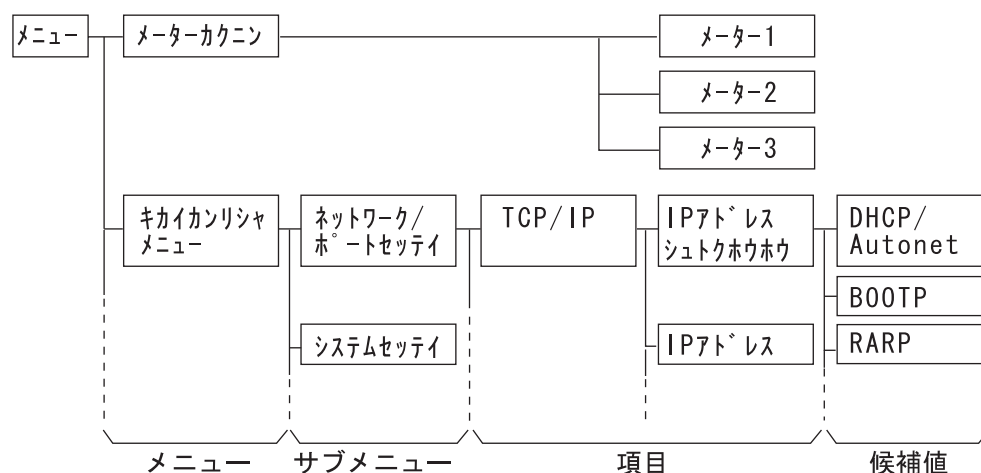 メニュー
メーターカクニン
メーター1
メーター2
メーター3
キカイカンリシャ
メニュー
ネットワーク/
ポートセッテイ
TCP/IP
IPアドレス
シュトクホウホウ
DHCP/
Autonet
BOOTP
システムセッテイ
IPアドレス
RARP
メニュー
サブメニュー
項目
候補値